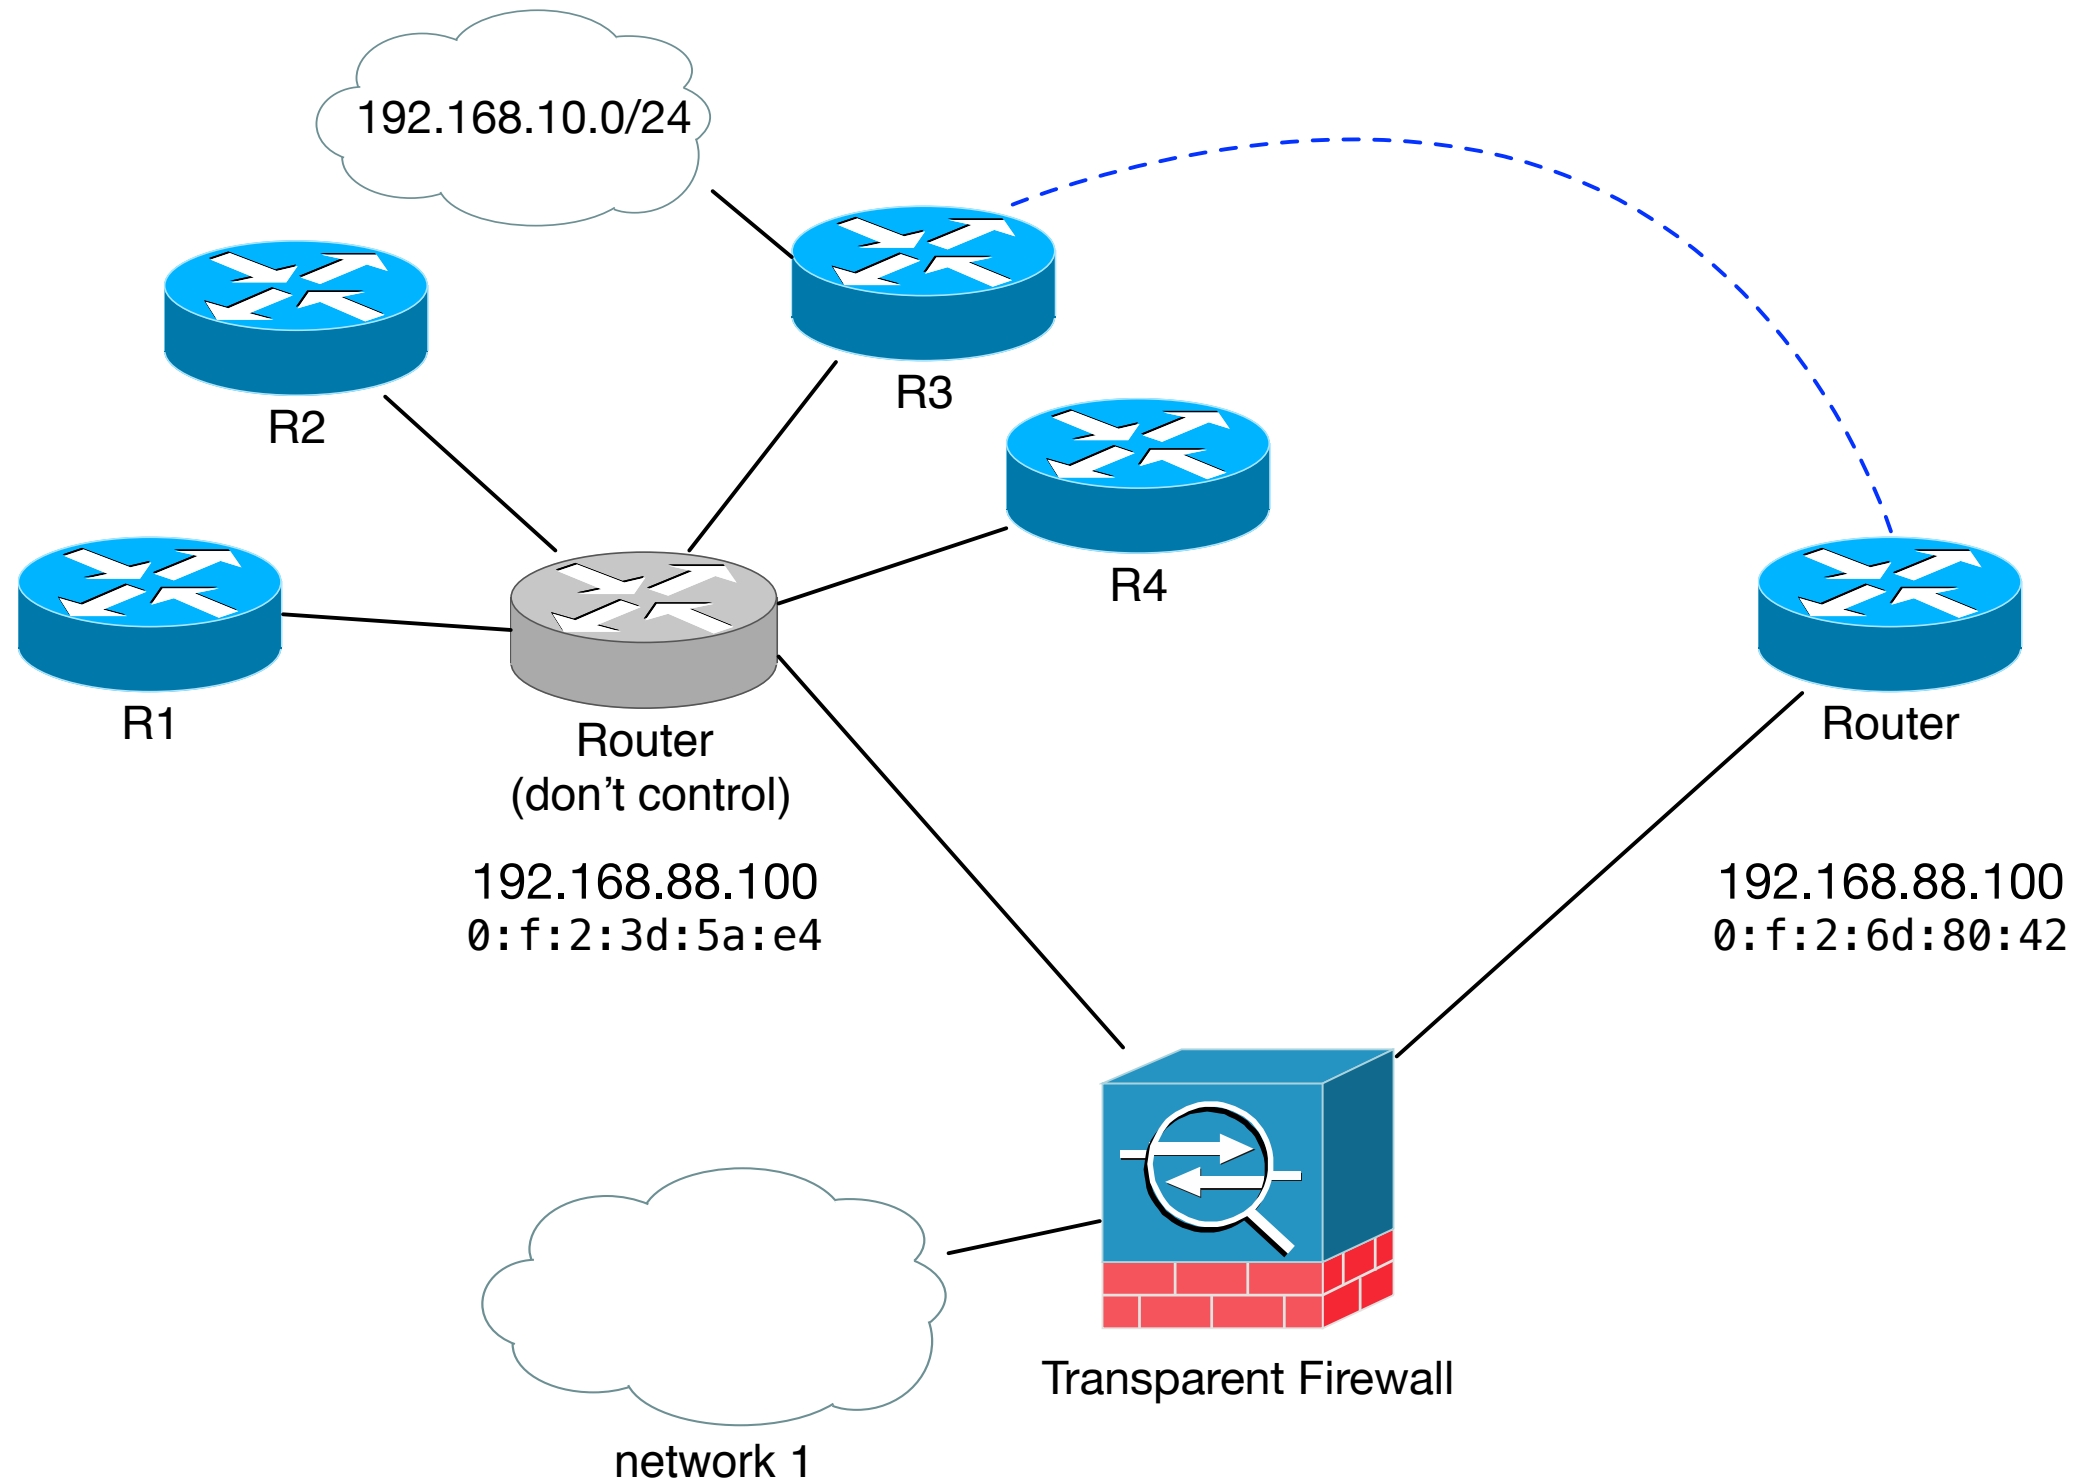 192.168.10.0/24
R3
R2
R4
R1
Router
(don’t control)
Router
192.168.88.100
0:f:2:3d:5a:e4
192.168.88.100
0:f:2:6d:80:42
Transparent Firewall
network 1